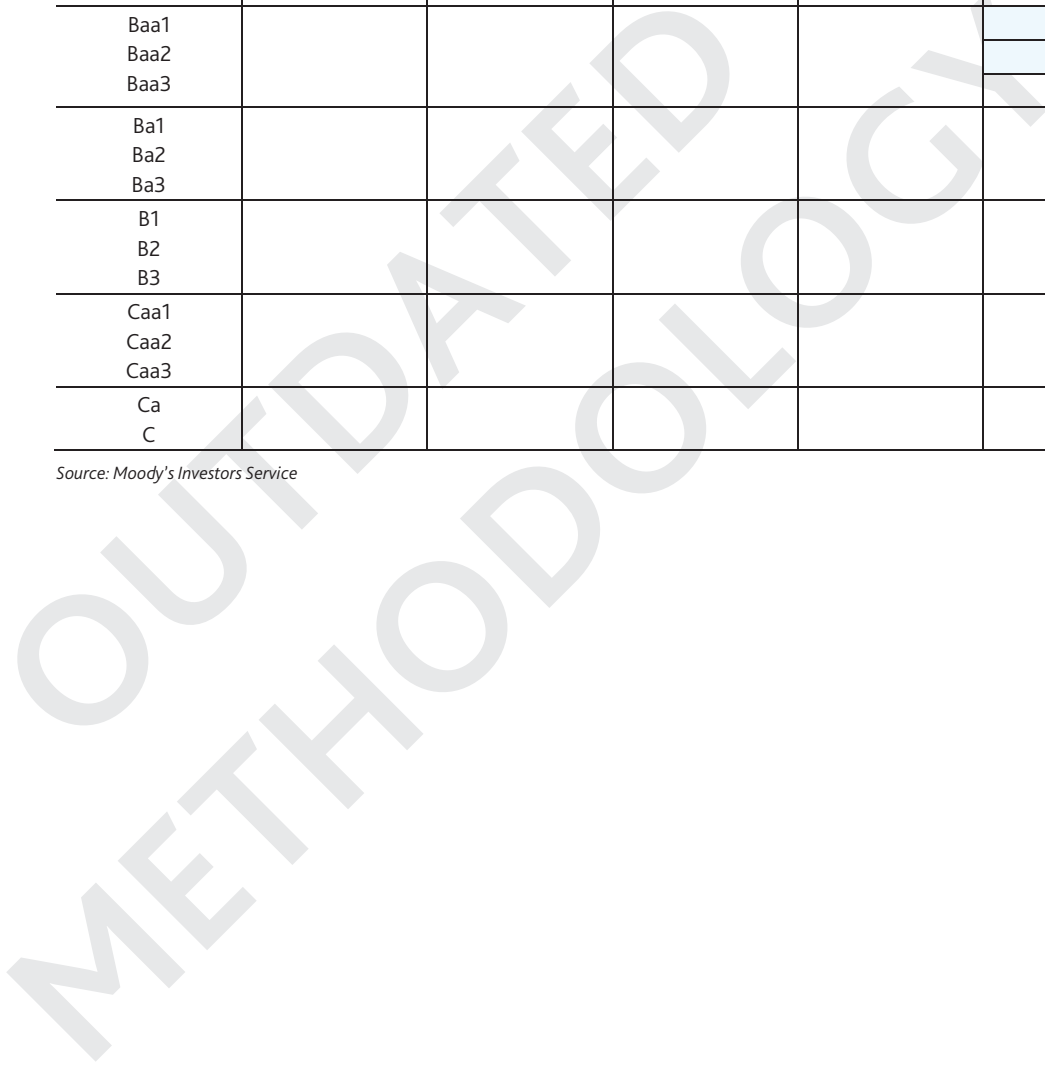 Baa1
Baa2
Baa3
Ba1
Ba2
Ba3
B1
B2
B3
Caa1
Caa2
Caa3
Ca
C
Source: Moody's Investors Service
OUTDATED
METHODOLOGY